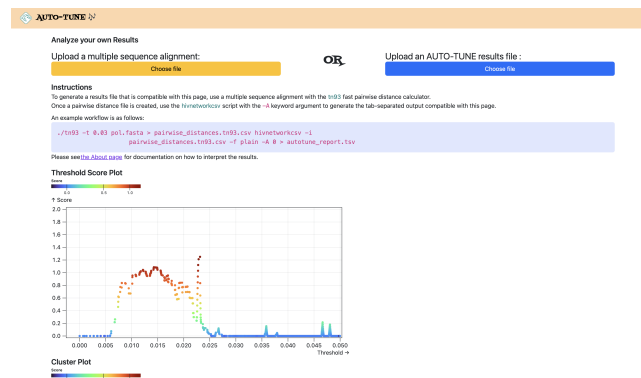 AUTO-TUNE
Analyze your own Results
Upload a multiple sequence alignment:
Choose file
OR
Upload an AUTO-TUNE results file :
Choose file
Instructions
To generate a results file that is compatible with this page, use a multiple sequence alignment with the tn93 fast pairwise distance calculator.
Once a pairwise distance file is created, use the hivnetworkcsv script with the -A keyword argument to generate the tab-separated output compatible with this page.
An example workflow is as follows:
./tn93 -t 0.03 pol.fasta > pairwise_distances.tn93.csv hivnetworkcsv -i
pairwise_distances.tn93.csv -f plain -A 0 > autotune_report.tsv
Please seethe About page for documentation on how to interpret the results.
Threshold Score Plot
Score
0.0 0.5 1.0
↑ Score
2.0
1.8
1.6
1.4
1.2
1.0
0.8
0.6
0.4
0.2
0.0
0.000 0.005 0.010 0.015 0.020 0.025 0.030 0.035 0.040 0.045 0.050
Threshold →
Cluster Plot
Score